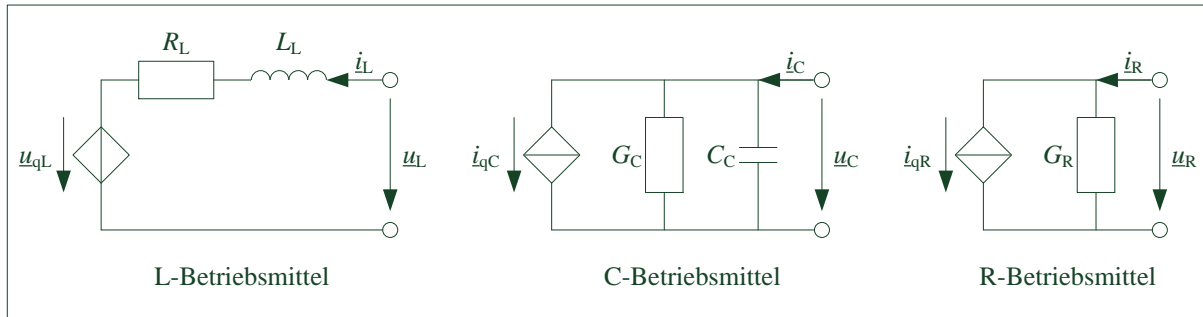 R_L L_L i_L
u_qL u_L
L-Betriebsmittel
i_C
i_qC G_C C_C u_C
C-Betriebsmittel
i_R
i_qR G_R u_R
R-Betriebsmittel